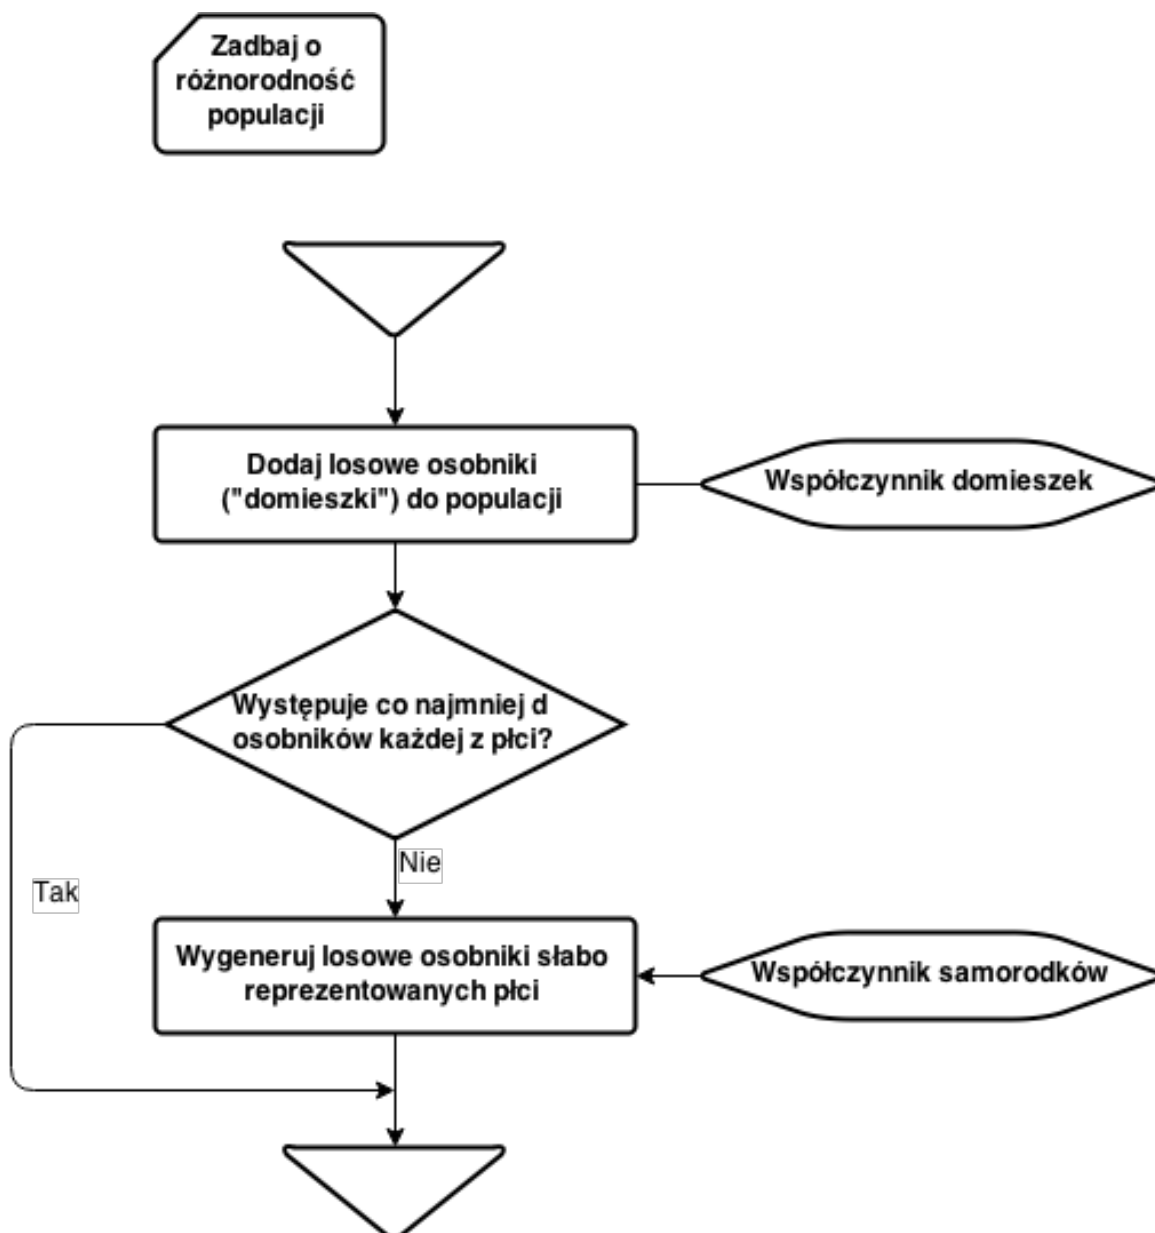 Zadbaj o
różnorodność
populacji
Dodaj losowe osobniki
("domieszki") do populacji
Współczynnik domieszek
Występuje co najmniej d
osobników każdej z płci?
Nie
Tak
Wygeneruj losowe osobniki słabo
reprezentowanych płci
Współczynnik samorodków